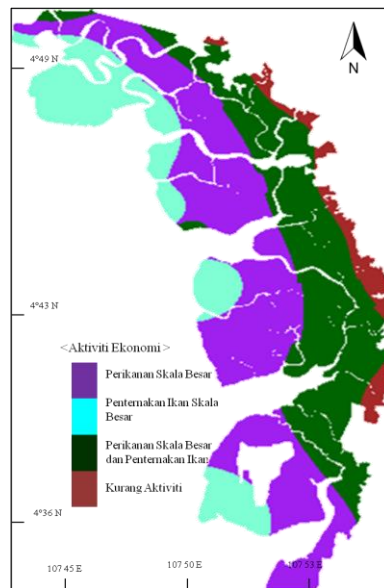 4°49 N
N
4°43 N
<Aktiviti Ekonomi >
Perikanan Skala Besar
Penternakan Ikan Skala
Besar
Perikanan Skala Besar
dan Penternakan Ikan
Kurang Aktiviti
4°36 N
107 45 E
107 50 E
107 53 E